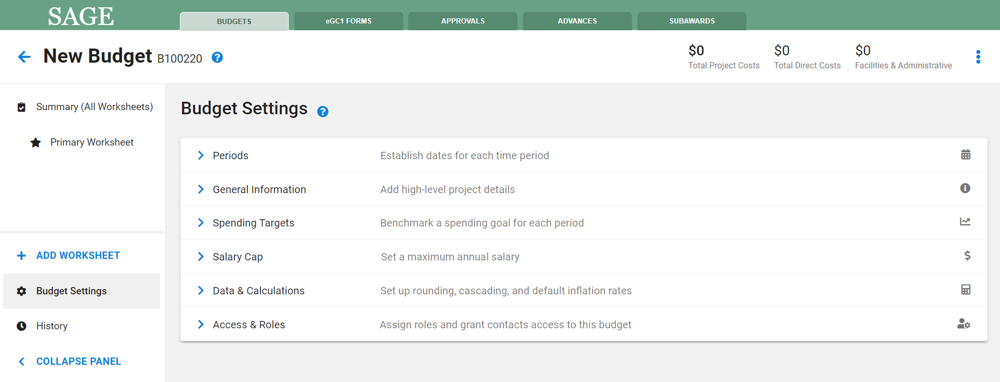 SAGE
BUDGETS
eGC1 FORMS
APPROVALS
ADVANCES
SUBAWARDS
New Budget B100220
$0
Total Project Costs
$0
Total Direct Costs
$0
Facilities & Administrative
Summary (All Worksheets)
Primary Worksheet
ADD WORKSHEET
Budget Settings
History
COLLAPSE PANEL
Budget Settings
Periods Establish dates for each time period
General Information Add high-level project details
Spending Targets Benchmark a spending goal for each period
Salary Cap Set a maximum annual salary
Data & Calculations Set up rounding, cascading, and default inflation rates
Access & Roles Assign roles and grant contacts access to this budget